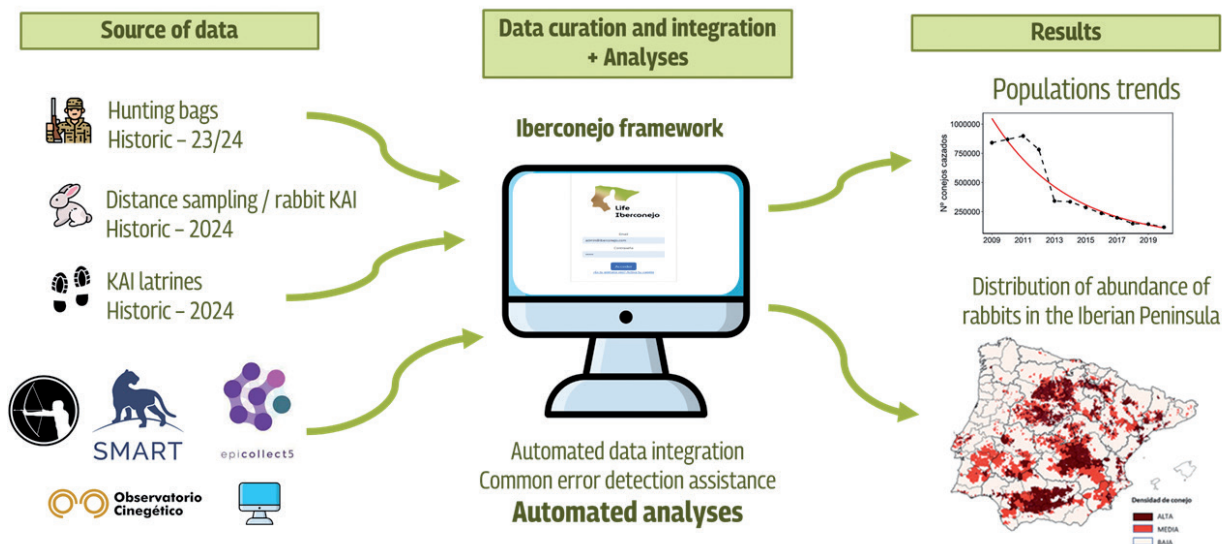 Source of data
Hunting bags
Historic – 23/24
Distance sampling / rabbit KAI
Historic – 2024
KAI latrines
Historic – 2024
SMART
epicollect5
Observatorio
Cinegético
Data curation and integration
+ Analyses
Iberconejo framework
Life
Iberconejo
Email
Contraseña
Acceder
Automated data integration
Common error detection assistance
Automated analyses
Results
Populations trends
Nº conejos cazados
1000000
750000
500000
250000
2009 2011 2013 2015 2017 2019
Distribution of abundance of
rabbits in the Iberian Peninsula
Densidad de conejo
ALTA
MEDIA
BAJA